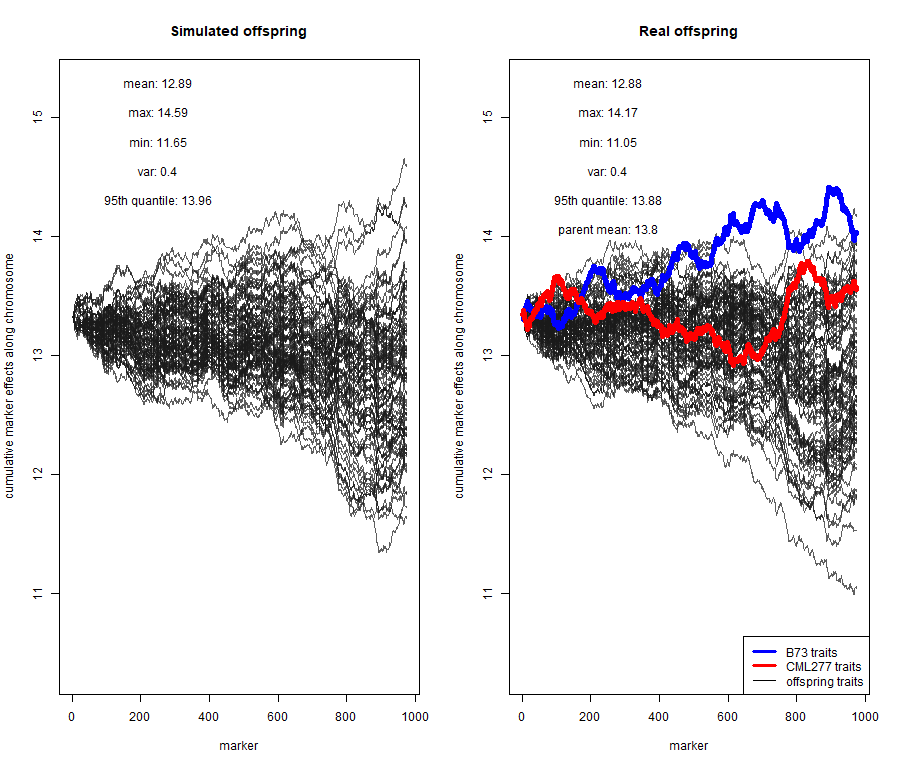 Simulated offspring
mean: 12.89
max: 14.59
min: 11.65
var: 0.4
95th quantile: 13.96
cumulative marker effects along chromosome
15
14
13
12
11
0 200 400 600 800 1000
marker
Real offspring
mean: 12.88
max: 14.17
min: 11.05
var: 0.4
95th quantile: 13.88
parent mean: 13.8
cumulative marker effects along chromosome
15
14
13
12
11
B73 traits
CML277 traits
offspring traits
0 200 400 600 800 1000
marker